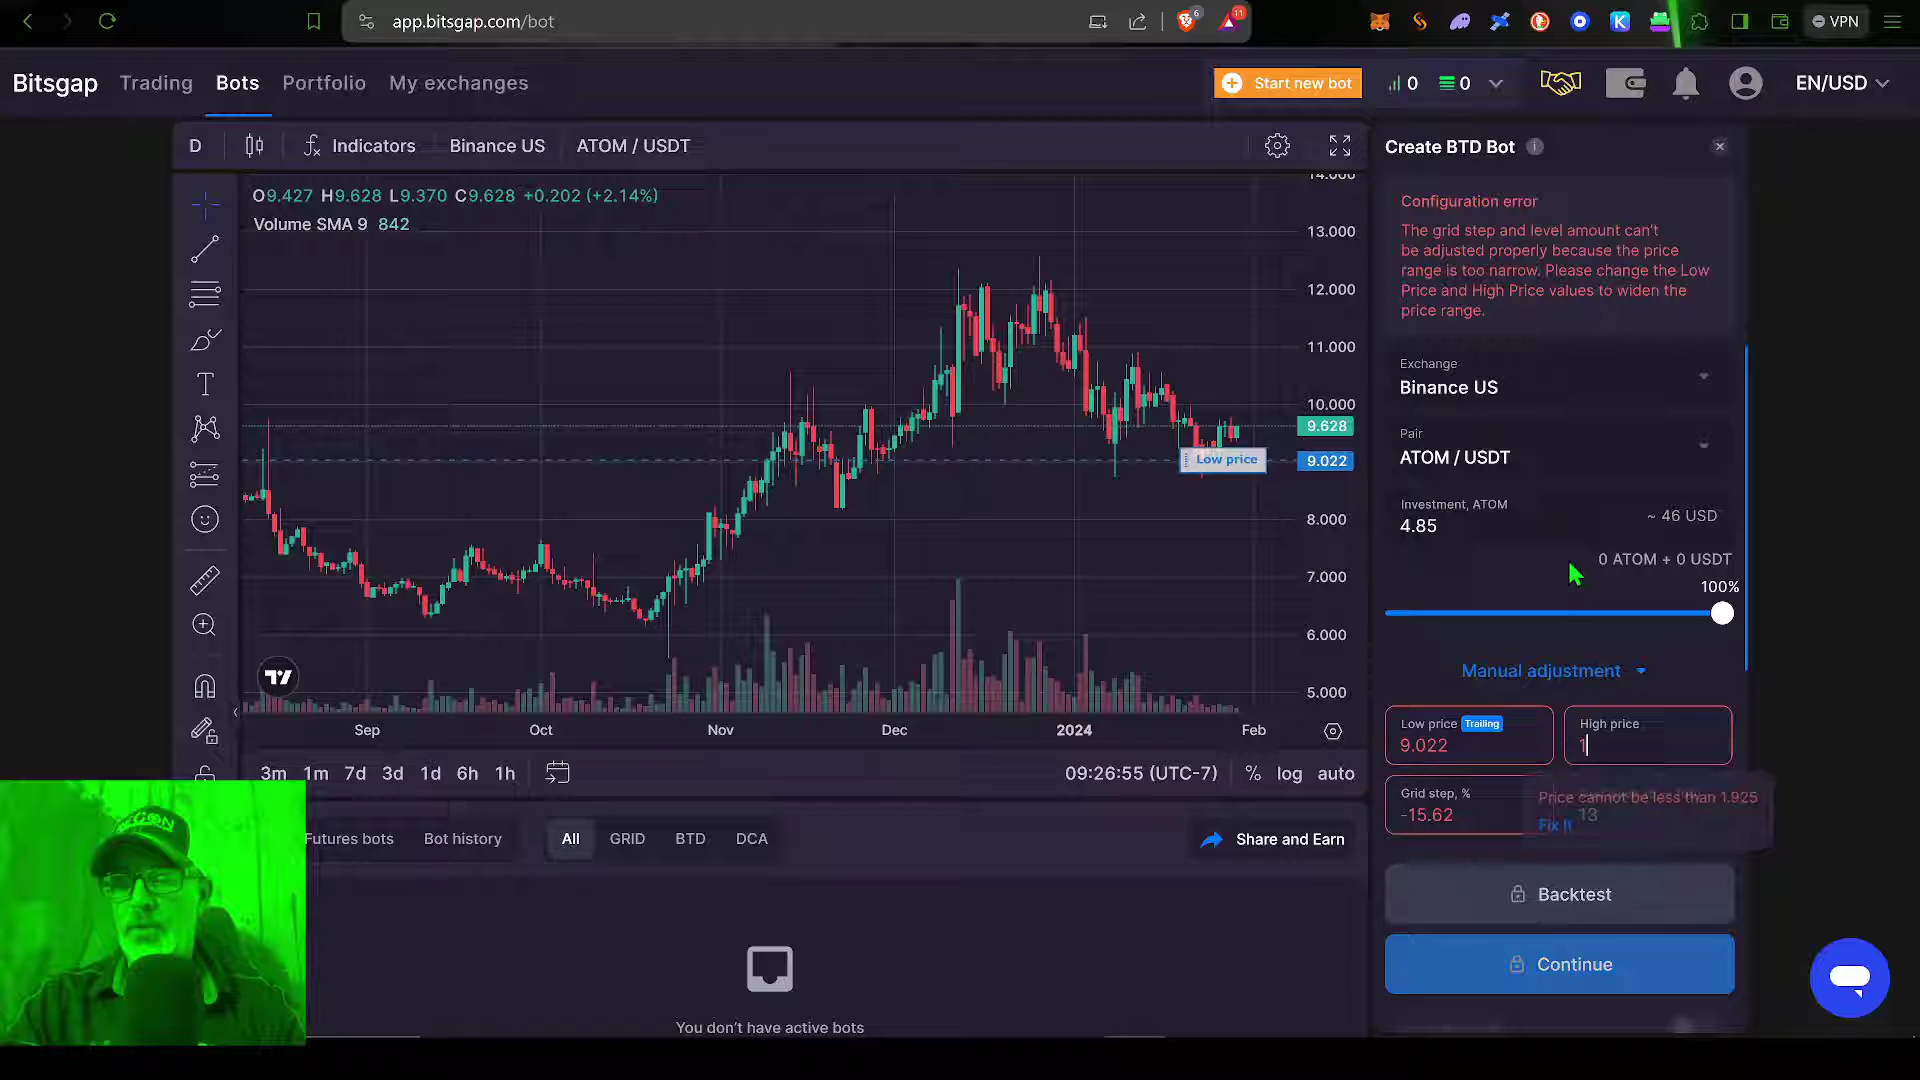 app.bitsgap.com/bot
6
11
VPN
Bitsgap
Trading
Bots
Portfolio
My exchanges
Start new bot
0
0
EN/USD
D
Indicators
Binance US
ATOM / USDT
O9.427 H9.628 L9.370 C9.628 +0.202 (+2.14%)
Volume SMA 9 842
14.000
13.000
12.000
11.000
10.000
9.628
Low price
9.022
8.000
7.000
6.000
5.000
Sep
Oct
Nov
Dec
2024
Feb
3m
1m
7d
3d
1d
6h
1h
09:26:55 (UTC-7)
%
log
auto
Futures bots
Bot history
All
GRID
BTD
DCA
Share and Earn
You don't have active bots
Create BTD Bot
Configuration error
The grid step and level amount can't
be adjusted properly because the price
range is too narrow. Please change the Low
Price and High Price values to widen the
price range.
Exchange
Binance US
Pair
ATOM / USDT
Investment, ATOM
4.85
~ 46 USD
0 ATOM + 0 USDT
100%
Manual adjustment
Low price Trailing
9.022
High price
1
Grid step, %
-15.62
Price cannot be less than 1.925
Fix It
13
Backtest
Continue